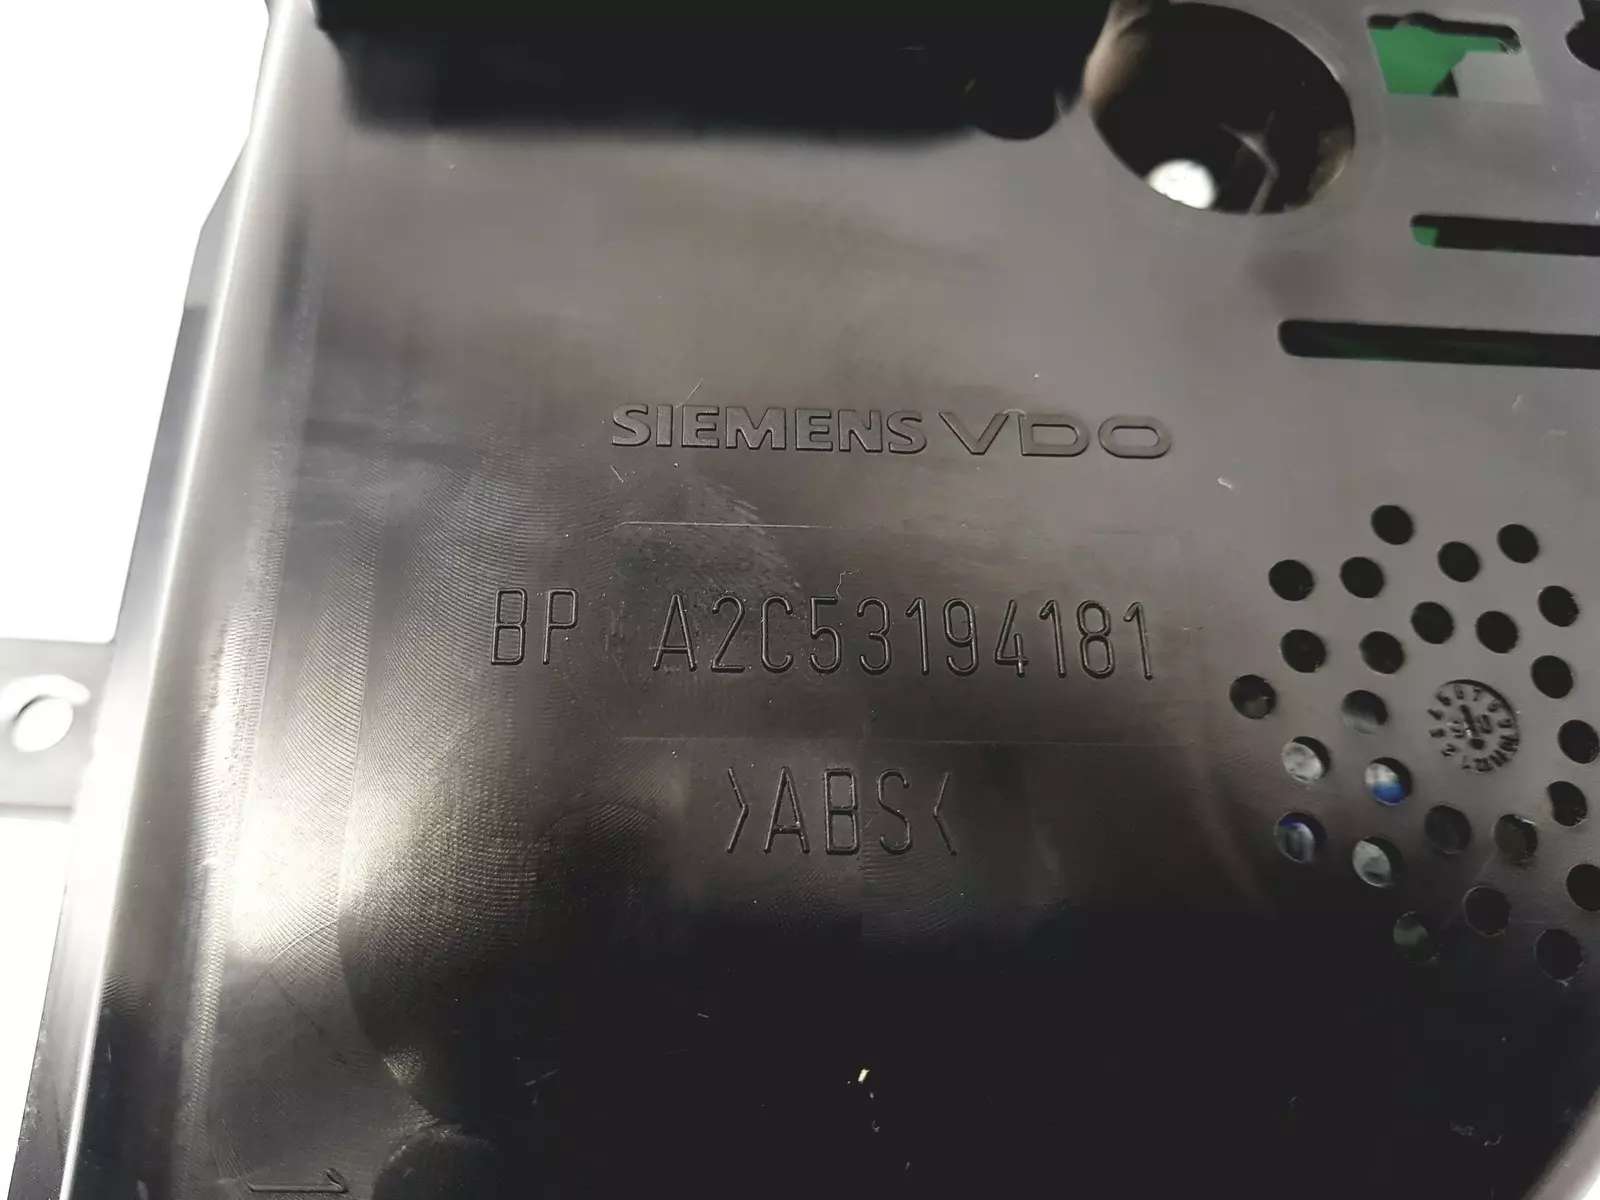 SIEMENS VDO
BP A2C53194181
>ABS<